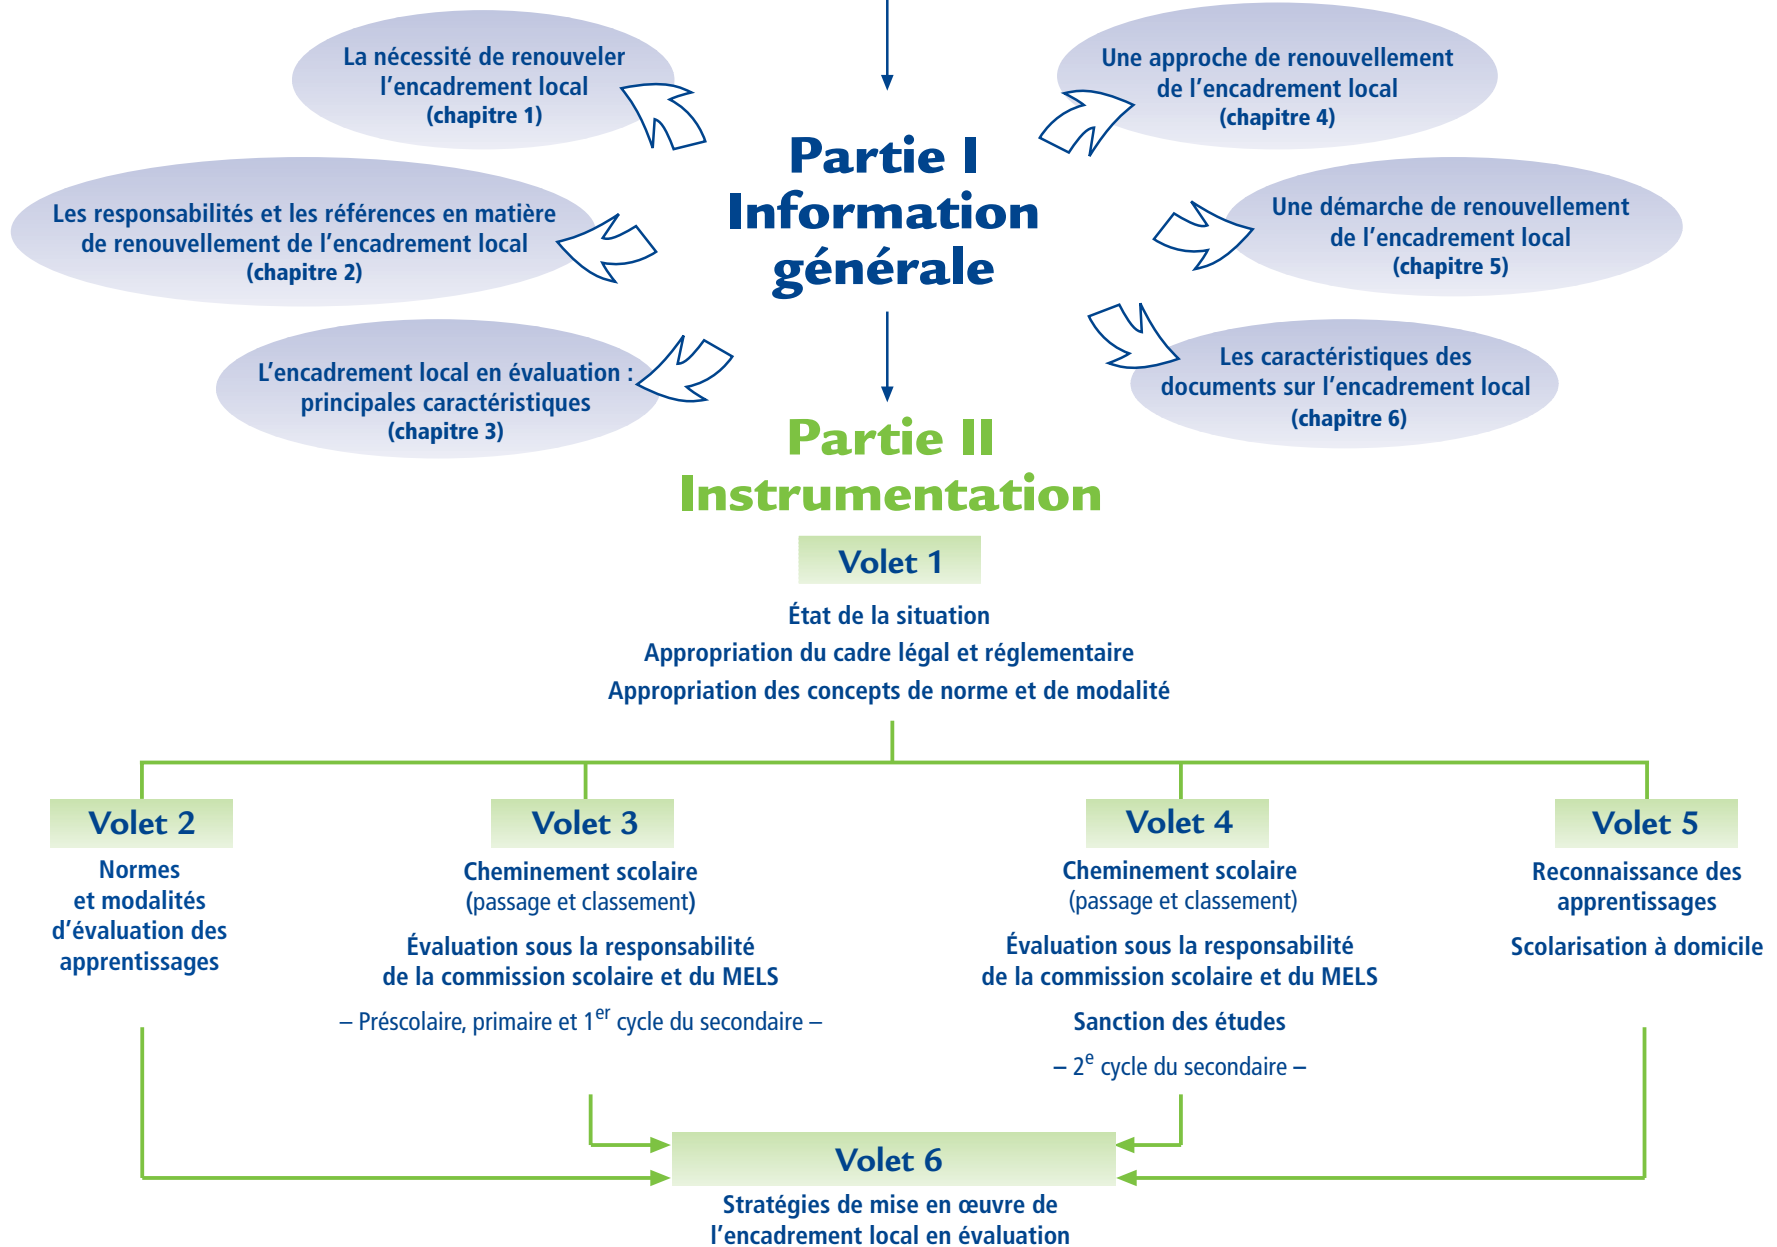 La nécessité de renouveler
l'encadrement local
(chapitre 1)
Les responsabilités et les références en matière
de renouvellement de l'encadrement local
(chapitre 2)
L'encadrement local en évaluation :
principales caractéristiques
(chapitre 3)
Partie I
Information
générale
Une approche de renouvellement
de l'encadrement local
(chapitre 4)
Une démarche de renouvellement
de l'encadrement local
(chapitre 5)
Les caractéristiques des
documents sur l'encadrement local
(chapitre 6)
Partie II
Instrumentation
Volet 1
État de la situation
Appropriation du cadre légal et réglementaire
Appropriation des concepts de norme et de modalité
Volet 2
Normes
et modalités
d'évaluation des
apprentissages
Volet 3
Cheminement scolaire
(passage et classement)
Évaluation sous la responsabilité
de la commission scolaire et du MELS
– Préscolaire, primaire et 1er cycle du secondaire –
Volet 4
Cheminement scolaire
(passage et classement)
Évaluation sous la responsabilité
de la commission scolaire et du MELS
Sanction des études
– 2e cycle du secondaire –
Volet 5
Reconnaissance des
apprentissages
Scolarisation à domicile
Volet 6
Stratégies de mise en œuvre de
l'encadrement local en évaluation